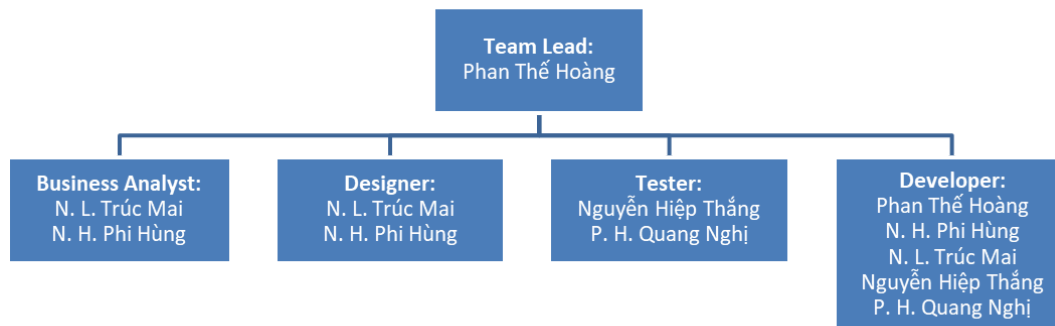 Team Lead:
Phan Thế Hoàng
Business Analyst:
N. L. Trúc Mai
N. H. Phi Hùng
Designer:
N. L. Trúc Mai
N. H. Phi Hùng
Tester:
Nguyễn Hiệp Thắng
P. H. Quang Nghị
Developer:
Phan Thế Hoàng
N. H. Phi Hùng
N. L. Trúc Mai
Nguyễn Hiệp Thắng
P. H. Quang Nghị